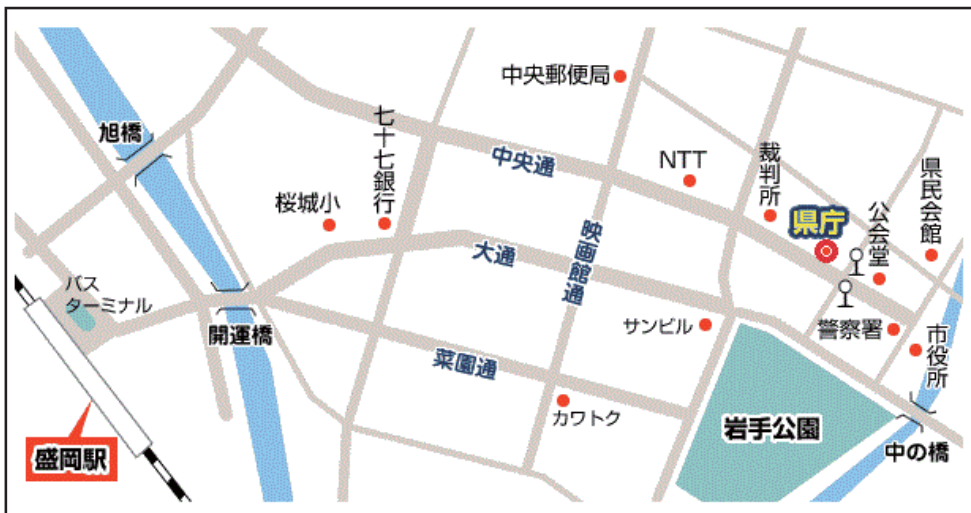 中央郵便局
旭橋
七十七銀行
中央通
NTT
裁判所
県民会館
桜城小
県庁
公会堂
映画館通
大通
バス
ターミナル
開運橋
サンビル
警察署
市役所
菜園通
カワトク
岩手公園
中の橋
盛岡駅